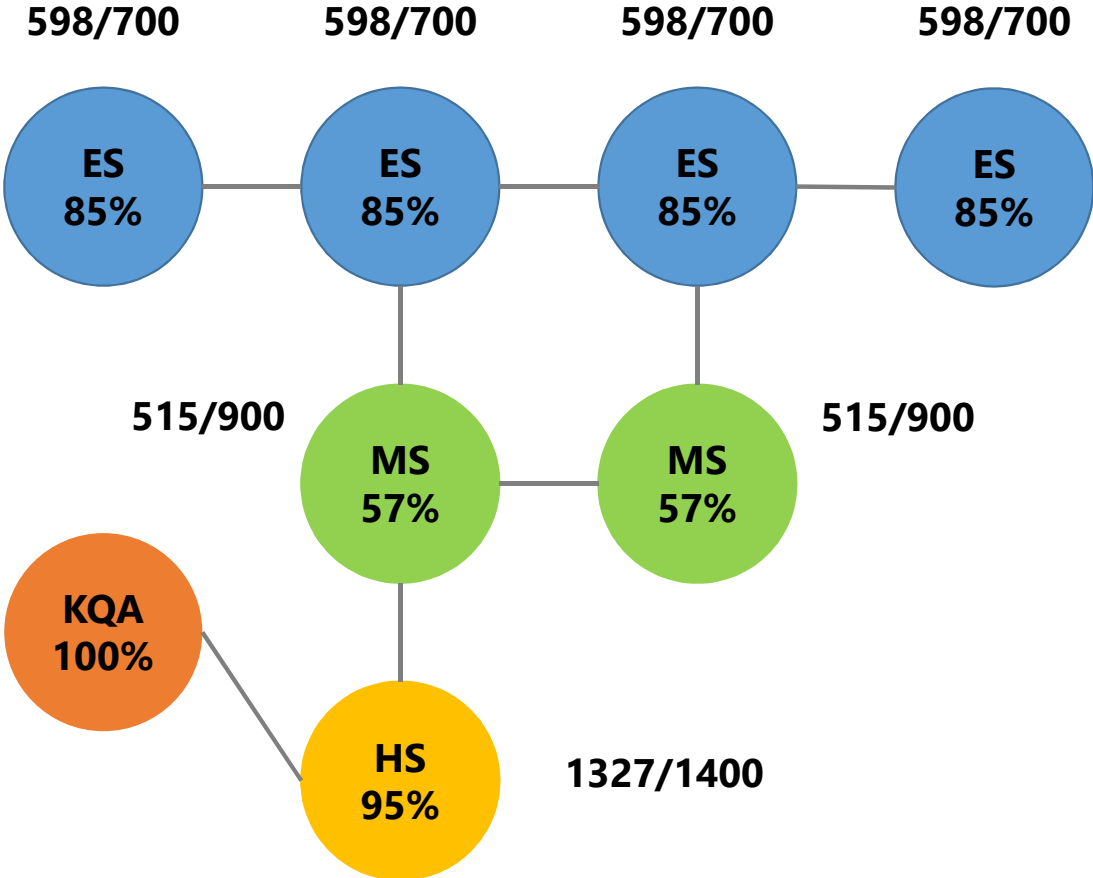 598/700 598/700 598/700 598/700
ES ES ES ES
85% 85% 85% 85%
515/900 515/900
MS MS
57% 57%
KQA
100%
HS
95%
1327/1400